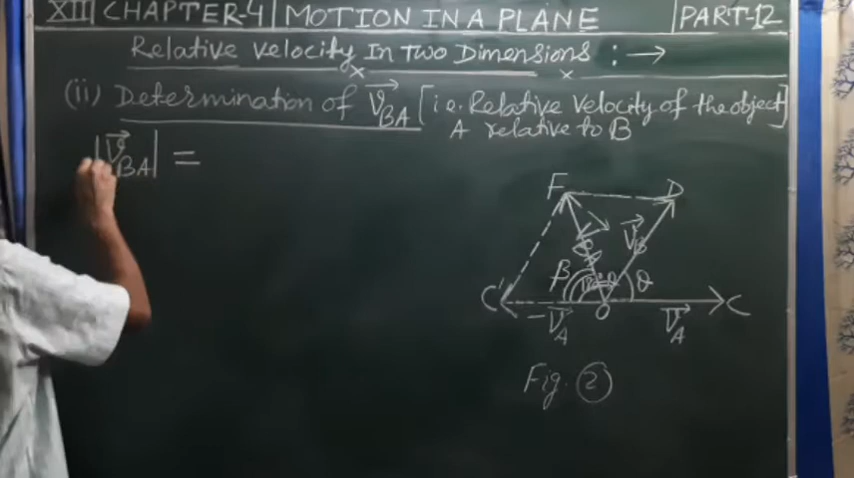 XII CHAPTER-4 MOTION IN A PLANE PART-12
Relative Velocity In Two Dimensions : →
(ii) Determination of V⃗BA [i.e. Relative Velocity of the object]
A relative to B
|V⃗BA| =
F D
V⃗B
β θ
C' O C
-V⃗A V⃗A
Fig. (2)